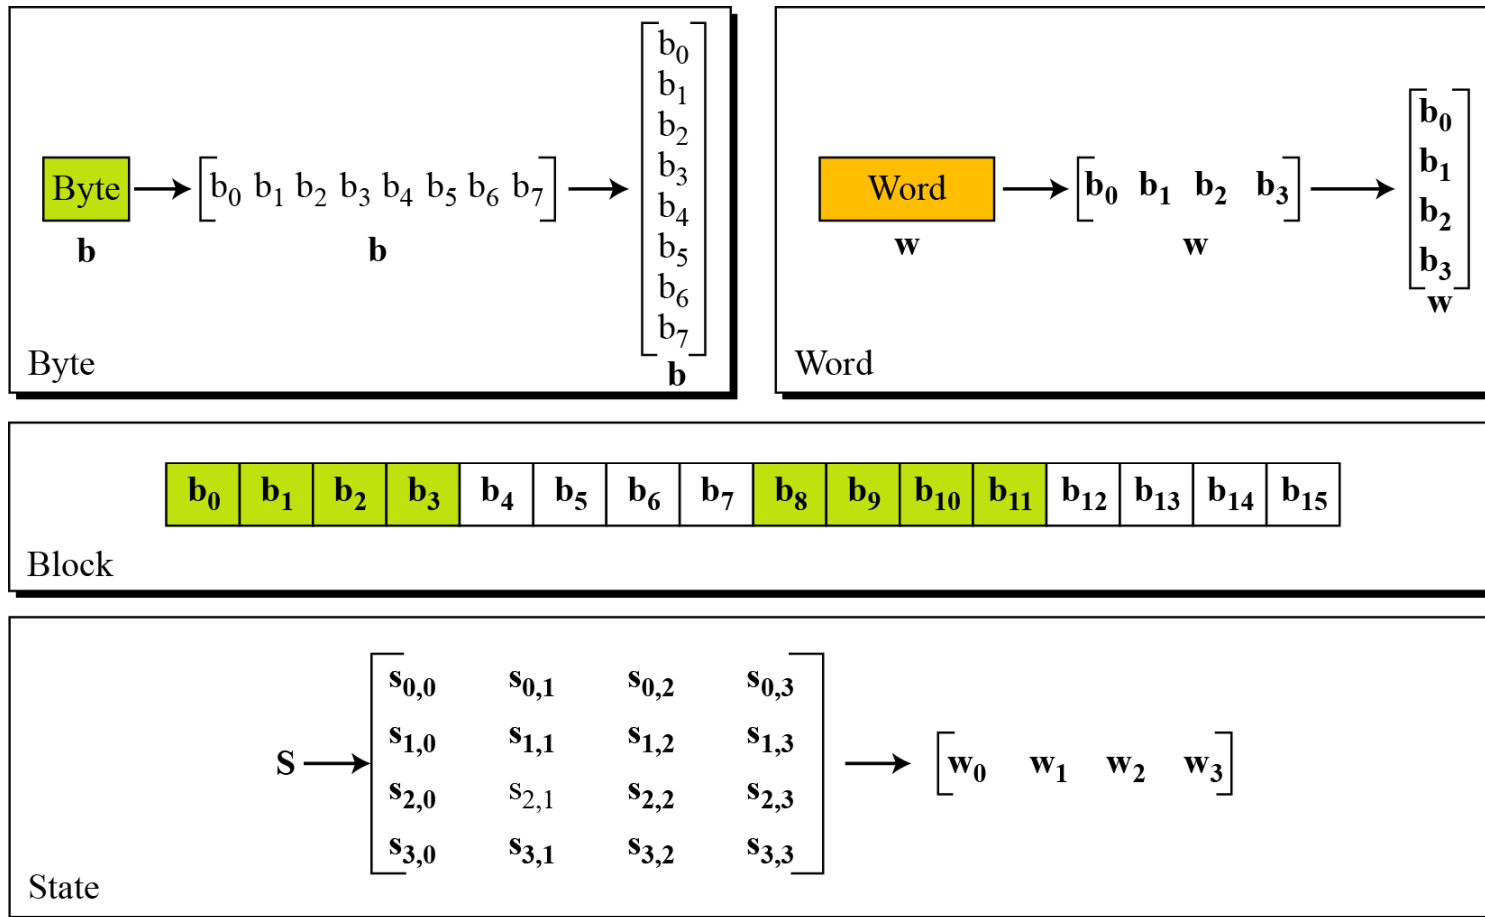 Byte → [b₀ b₁ b₂ b₃ b₄ b₅ b₆ b₇] →
b₀
b₁
b₂
b₃
b₄
b₅
b₆
b₇
b b b
Byte
Word → [b₀ b₁ b₂ b₃] →
b₀
b₁
b₂
b₃
w w w
Word
b₀ b₁ b₂ b₃ b₄ b₅ b₆ b₇ b₈ b₉ b₁₀ b₁₁ b₁₂ b₁₃ b₁₄ b₁₅
Block
S →
s₀,₀ s₀,₁ s₀,₂ s₀,₃
s₁,₀ s₁,₁ s₁,₂ s₁,₃
s₂,₀ s₂,₁ s₂,₂ s₂,₃
s₃,₀ s₃,₁ s₃,₂ s₃,₃
→ [w₀ w₁ w₂ w₃]
State